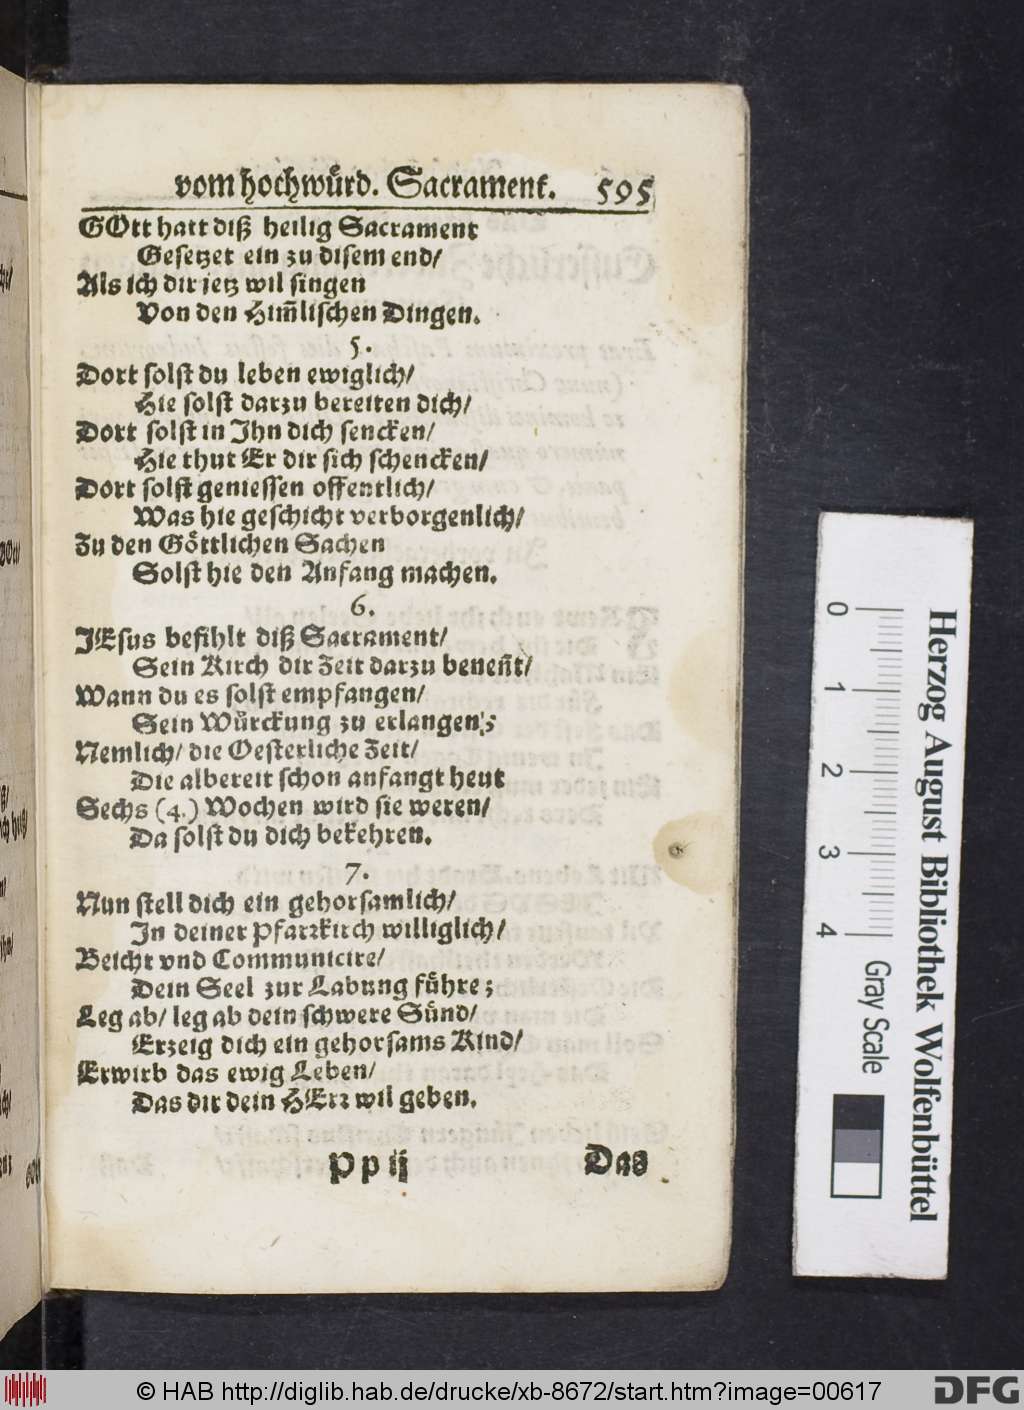 vom hochwürd. Sacrament. 595
GOtt hatt diß heilig Sacrament
Gesetzet ein zu disem end/
Als ich dir jetz wil singen
Von den Him̃lischen Dingen.
5.
Dort solst du leben ewiglich/
Hie solst darzu bereiten dich/
Dort solst in Ihn dich sencken/
Hie thut Er dir sich schencken/
Dort solst geniessen offentlich/
Was hie geschicht verborgenlich/
Zu den Göttlichen Sachen
Solst hie den Anfang machen.
6.
JEsus befihlt diß Sacrament/
Sein Kirch dir Zeit darzu beneñt/
Wann du es solst empfangen/
Sein Würckung zu erlangen;
Nemlich/ die Oesterliche Zeit/
Die albereit schon anfangt heut
Sechs (4.) Wochen wird sie weren/
Da solst du dich bekehren.
7.
Nun stell dich ein gehorsamlich/
In deiner Pfarrkirch williglich/
Beicht vnd Communicire/
Dein Seel zur Labung führe;
Leg ab/ leg ab dein schwere Sünd/
Erzeig dich ein gehorsams Kind/
Erwirb das ewig Leben/
Das dir dein HErr wil geben.
Pp ij Das
0 1 2 3 4
Gray Scale
Herzog August Bibliothek Wolfenbüttel
© HAB http://diglib.hab.de/drucke/xb-8672/start.htm?image=00617
DFG